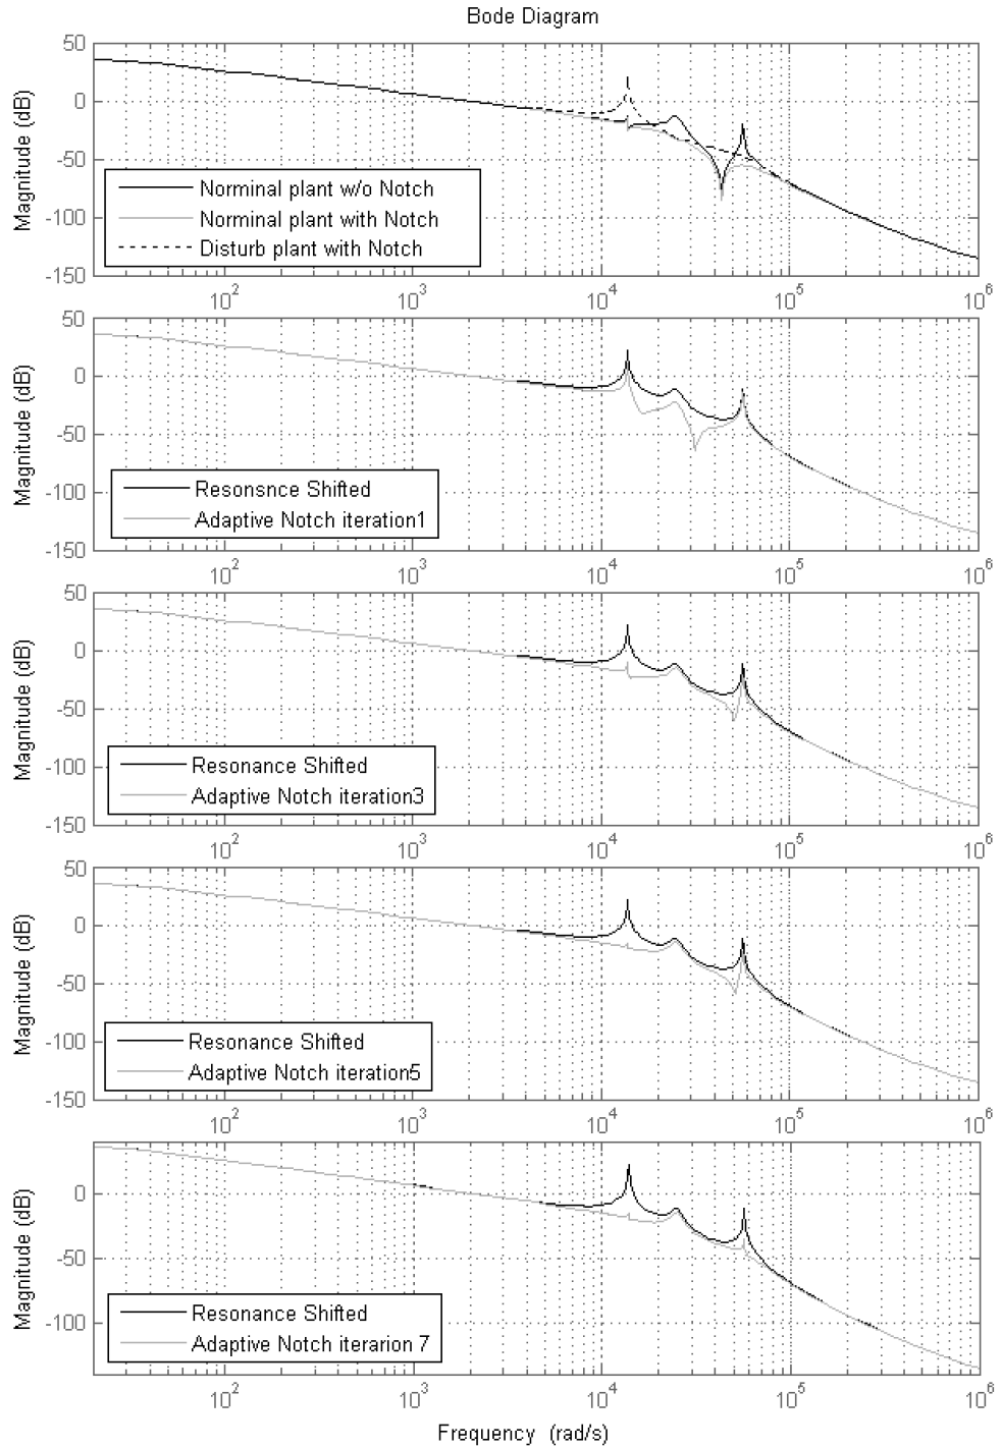 Bode Diagram
50
0
-50
-100
-150
Magnitude (dB)
Norminal plant w/o Notch
Norminal plant with Notch
Disturb plant with Notch
10^2
10^3
10^4
10^5
10^6
50
0
-50
-100
-150
Magnitude (dB)
Resonsnce Shifted
Adaptive Notch iteration1
10^2
10^3
10^4
10^5
10^6
50
0
-50
-100
-150
Magnitude (dB)
Resonance Shifted
Adaptive Notch iteration3
10^2
10^3
10^4
10^5
10^6
50
0
-50
-100
-150
Magnitude (dB)
Resonance Shifted
Adaptive Notch iteration5
10^2
10^3
10^4
10^5
10^6
0
-50
-100
Magnitude (dB)
Resonance Shifted
Adaptive Notch iterarion 7
10^2
10^3
10^4
10^5
10^6
Frequency (rad/s)